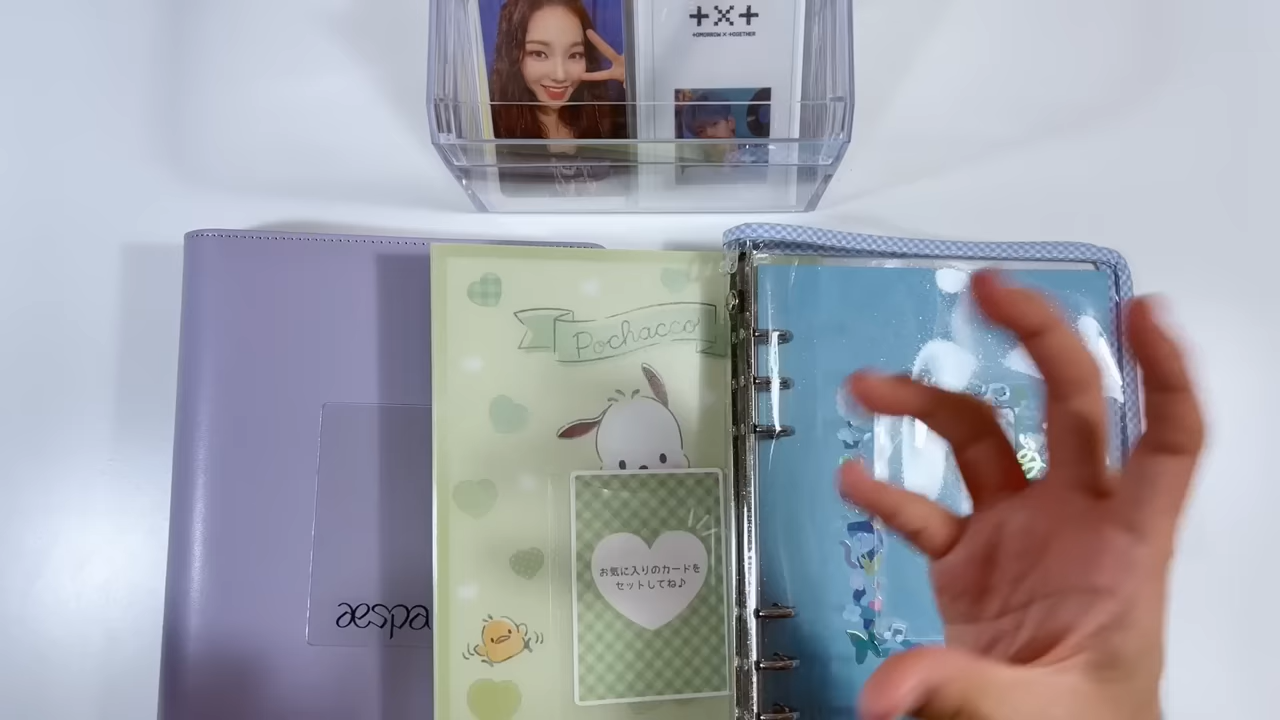 +x+
TOMORROW X TOGETHER
Pochacco
お気に入りのカードを
セットしてね♪
aespa